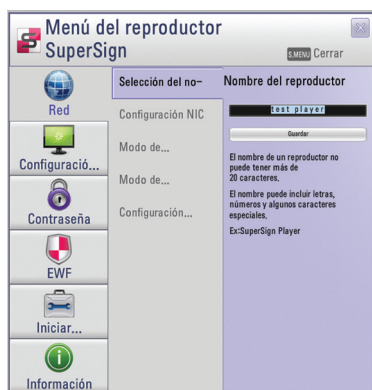 Menú del reproductor
SuperSign
S.MENU Cerrar
Red
Configuració...
Contraseña
EWF
Iniciar...
Información
Selección del no-
Configuración NIC
Modo de...
Modo de...
Configuración...
Nombre del reproductor
test player
Guardar
El nombre de un reproductor no
puede tener más de
20 caracteres.
El nombre puede incluir letras,
números y algunos caracteres
especiales.
Ex:SuperSign Player